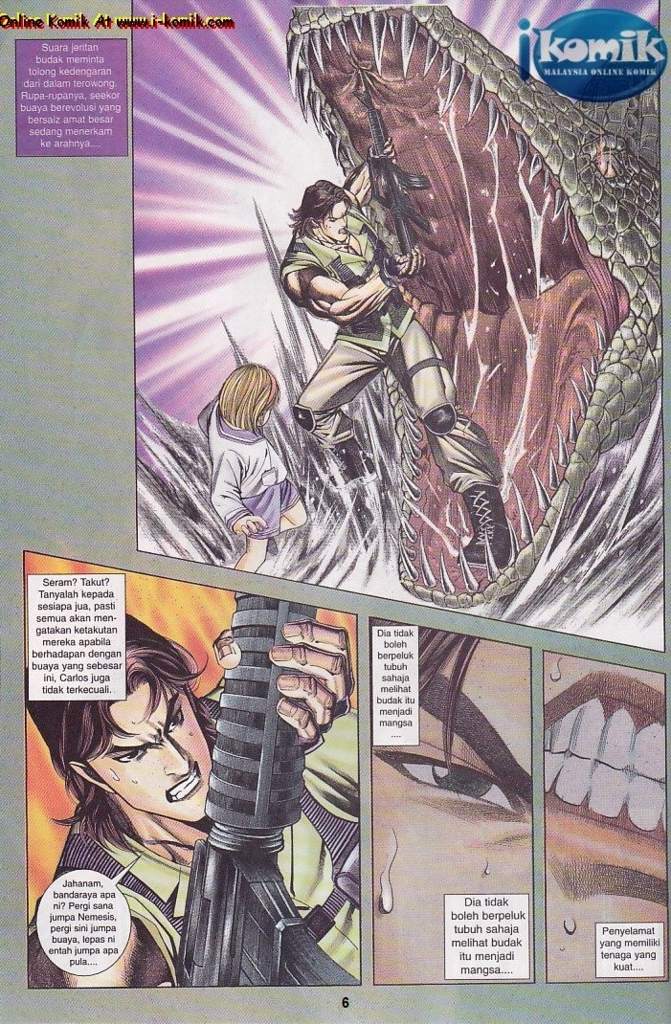 Online Komik At www.i-komik.com
ikomik
MALAYSIA ONLINE KOMIK
Suara jeritan
budak meminta
tolong kedengaran
dari dalam terowong.
Rupa-rupanya, seekor
buaya berevolusi yang
bersaiz amat besar
sedang menerkam
ke arahnya....
Seram? Takut?
Tanyalah kepada
sesiapa jua, pasti
semua akan men-
gatakan ketakutan
mereka apabila
berhadapan dengan
buaya yang sebesar
ini, Carlos juga
tidak terkecuali.
Jahanam,
bandaraya apa
ni? Pergi sana
jumpa Nemesis,
pergi sini jumpa
buaya, lepas ni
entah jumpa apa
pula....
Dia tidak
boleh
berpeluk
tubuh
sahaja
melihat
budak itu
menjadi
mangsa
....
Dia tidak
boleh berpeluk
tubuh sahaja
melihat budak
itu menjadi
mangsa....
Penyelamat
yang memiliki
tenaga yang
kuat....
6